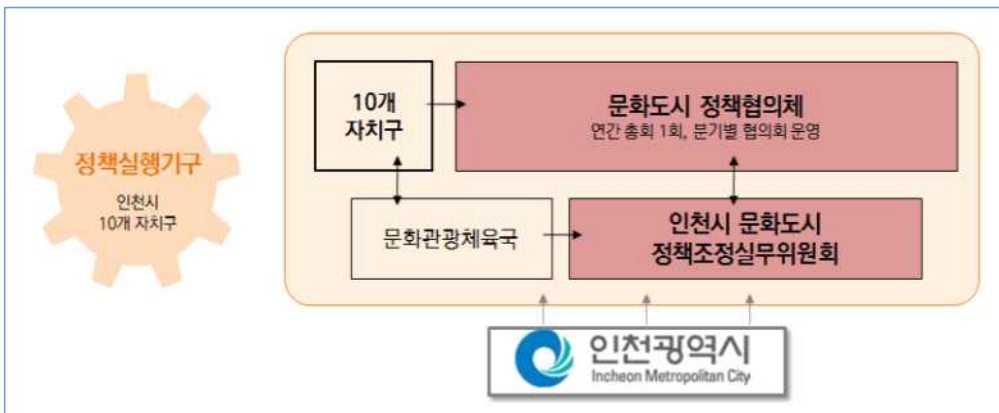 정책실행기구
인천시
10개 자치구
10개
자치구
문화도시 정책협의체
연간 총회 1회, 분기별 협의회 운영
문화관광체육국
인천시 문화도시
정책조정실무위원회
인천광역시
Incheon Metropolitan City